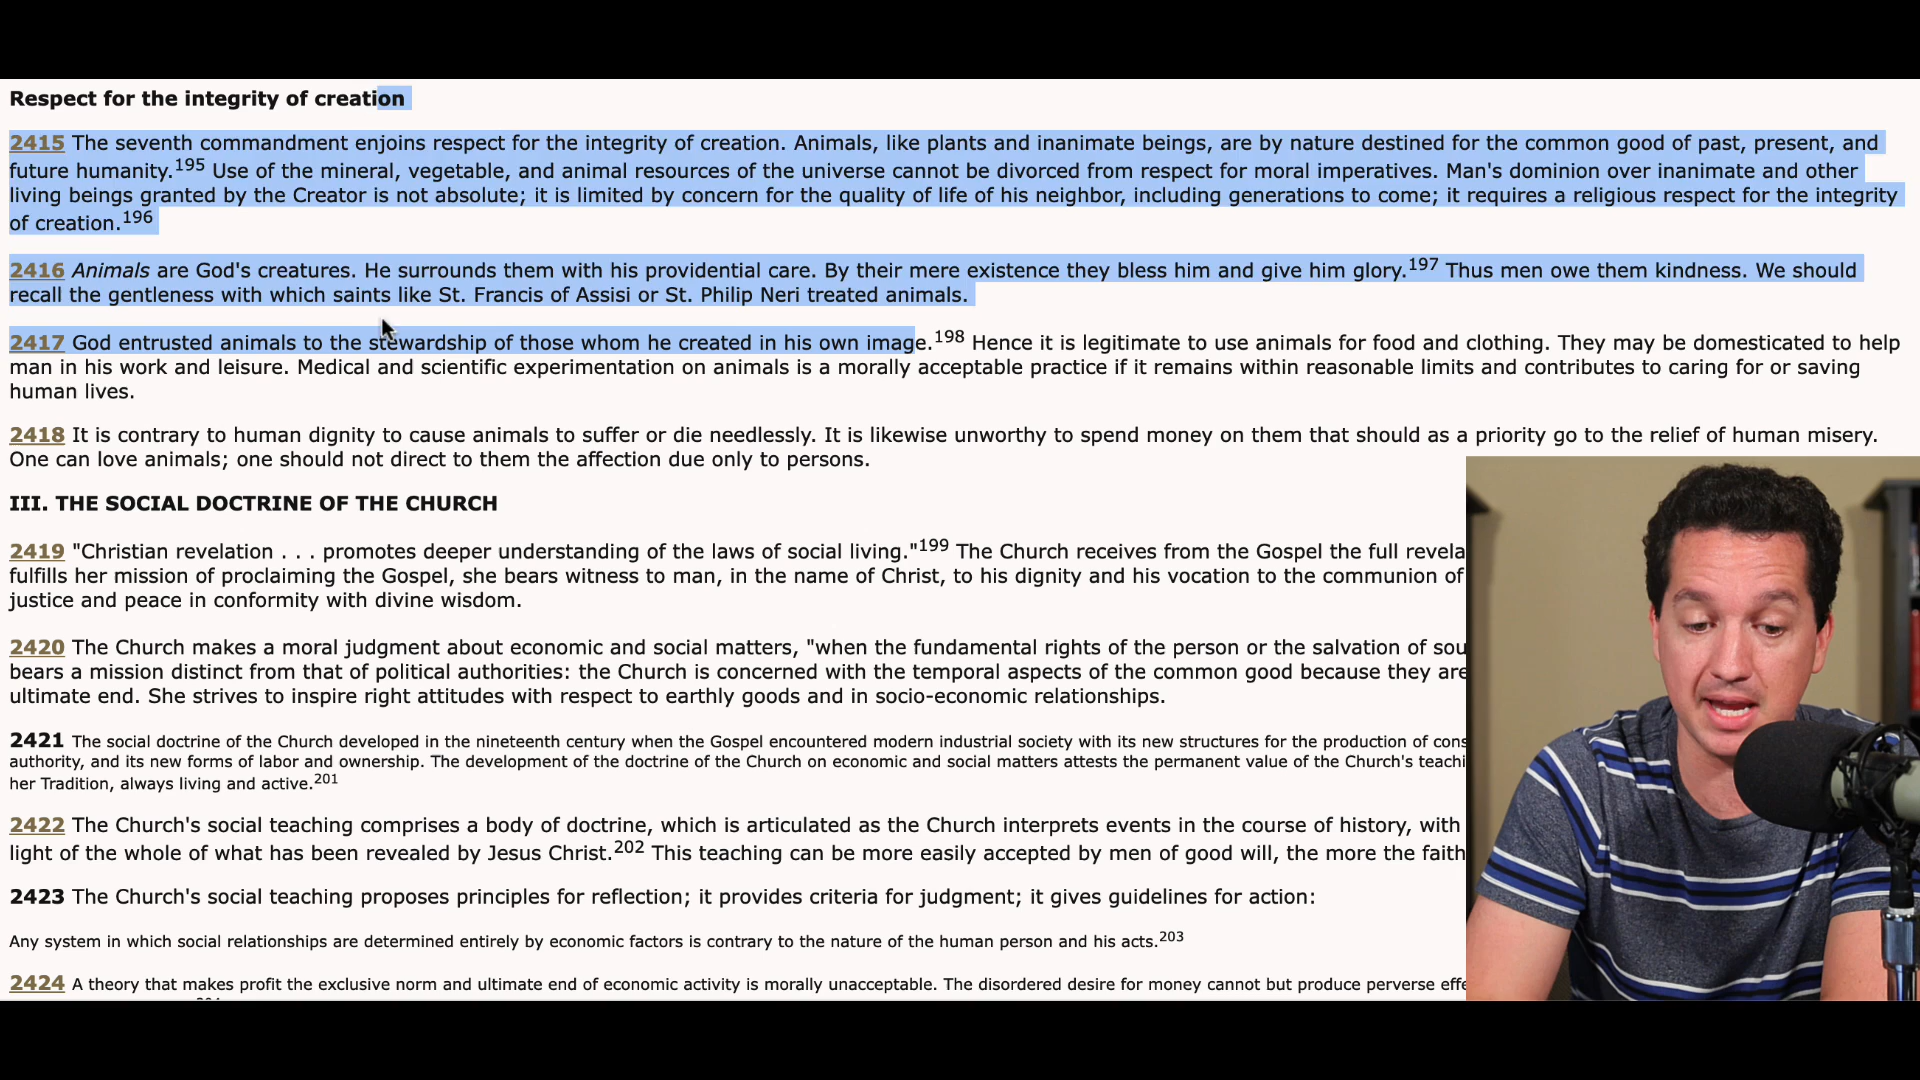 Respect for the integrity of creation
2415 The seventh commandment enjoins respect for the integrity of creation. Animals, like plants and inanimate beings, are by nature destined for the common good of past, present, and
future humanity.195 Use of the mineral, vegetable, and animal resources of the universe cannot be divorced from respect for moral imperatives. Man's dominion over inanimate and other
living beings granted by the Creator is not absolute; it is limited by concern for the quality of life of his neighbor, including generations to come; it requires a religious respect for the integrity
of creation.196
2416 Animals are God's creatures. He surrounds them with his providential care. By their mere existence they bless him and give him glory.197 Thus men owe them kindness. We should
recall the gentleness with which saints like St. Francis of Assisi or St. Philip Neri treated animals.
2417 God entrusted animals to the stewardship of those whom he created in his own image.198 Hence it is legitimate to use animals for food and clothing. They may be domesticated to help
man in his work and leisure. Medical and scientific experimentation on animals is a morally acceptable practice if it remains within reasonable limits and contributes to caring for or saving
human lives.
2418 It is contrary to human dignity to cause animals to suffer or die needlessly. It is likewise unworthy to spend money on them that should as a priority go to the relief of human misery.
One can love animals; one should not direct to them the affection due only to persons.
III. THE SOCIAL DOCTRINE OF THE CHURCH
2419 "Christian revelation . . . promotes deeper understanding of the laws of social living."199 The Church receives from the Gospel the full revela
fulfills her mission of proclaiming the Gospel, she bears witness to man, in the name of Christ, to his dignity and his vocation to the communion of
justice and peace in conformity with divine wisdom.
2420 The Church makes a moral judgment about economic and social matters, "when the fundamental rights of the person or the salvation of sou
bears a mission distinct from that of political authorities: the Church is concerned with the temporal aspects of the common good because they are
ultimate end. She strives to inspire right attitudes with respect to earthly goods and in socio-economic relationships.
2421 The social doctrine of the Church developed in the nineteenth century when the Gospel encountered modern industrial society with its new structures for the production of cons
authority, and its new forms of labor and ownership. The development of the doctrine of the Church on economic and social matters attests the permanent value of the Church's teachi
her Tradition, always living and active.201
2422 The Church's social teaching comprises a body of doctrine, which is articulated as the Church interprets events in the course of history, with
light of the whole of what has been revealed by Jesus Christ.202 This teaching can be more easily accepted by men of good will, the more the faith
2423 The Church's social teaching proposes principles for reflection; it provides criteria for judgment; it gives guidelines for action:
Any system in which social relationships are determined entirely by economic factors is contrary to the nature of the human person and his acts.203
2424 A theory that makes profit the exclusive norm and ultimate end of economic activity is morally unacceptable. The disordered desire for money cannot but produce perverse effe